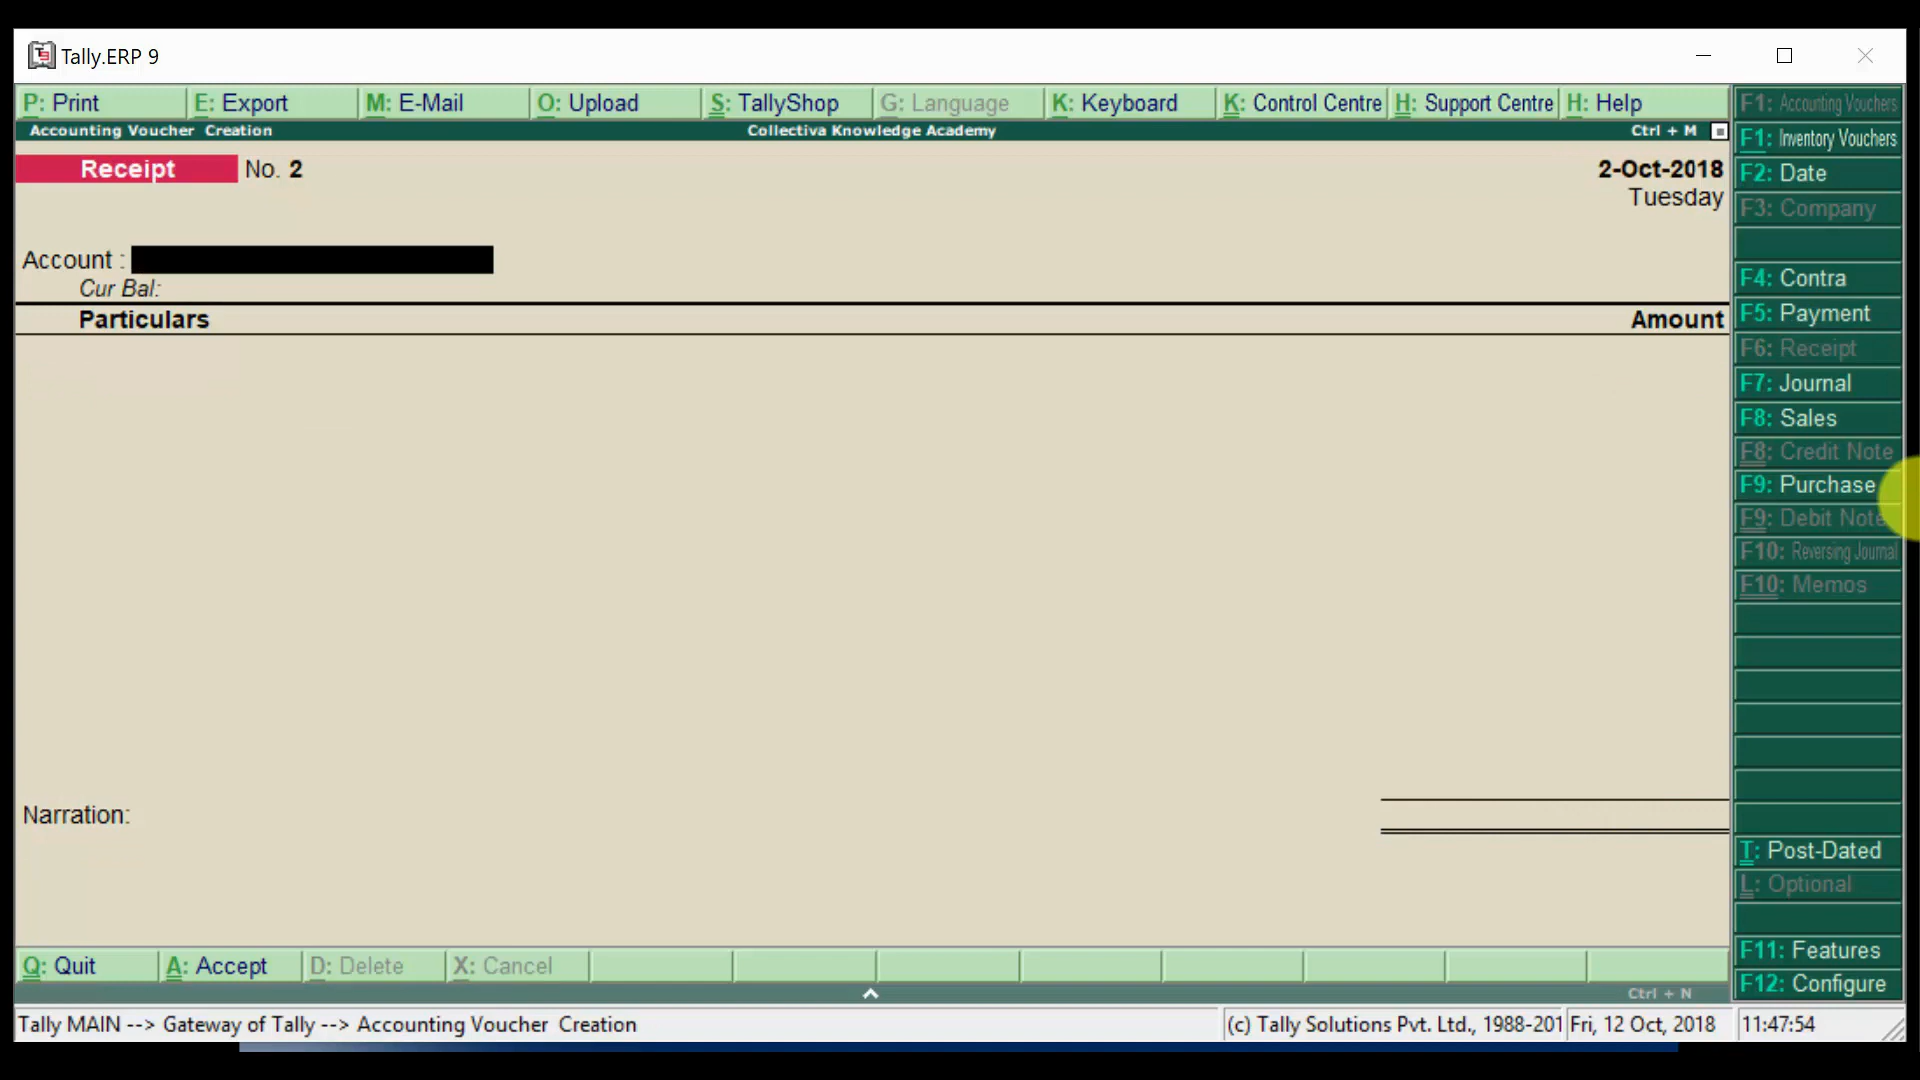 Tally.ERP 9
P: Print
E: Export
M: E-Mail
O: Upload
S: TallyShop
G: Language
K: Keyboard
K: Control Centre
H: Support Centre
H: Help
Accounting Voucher Creation
Collectiva Knowledge Academy
Ctrl + M
Receipt No. 2
2-Oct-2018
Tuesday
Account :
Cur Bal:
Particulars
Amount
Narration:
F1: Accounting Vouchers
F1: Inventory Vouchers
F2: Date
F3: Company
F4: Contra
F5: Payment
F6: Receipt
F7: Journal
F8: Sales
F8: Credit Note
F9: Purchase
F9: Debit Note
F10: Reversing Journal
F10: Memos
T: Post-Dated
L: Optional
F11: Features
F12: Configure
Q: Quit
A: Accept
D: Delete
X: Cancel
Ctrl + N
Tally MAIN --> Gateway of Tally --> Accounting Voucher Creation
(c) Tally Solutions Pvt. Ltd., 1988-201
Fri, 12 Oct, 2018
11:47:54